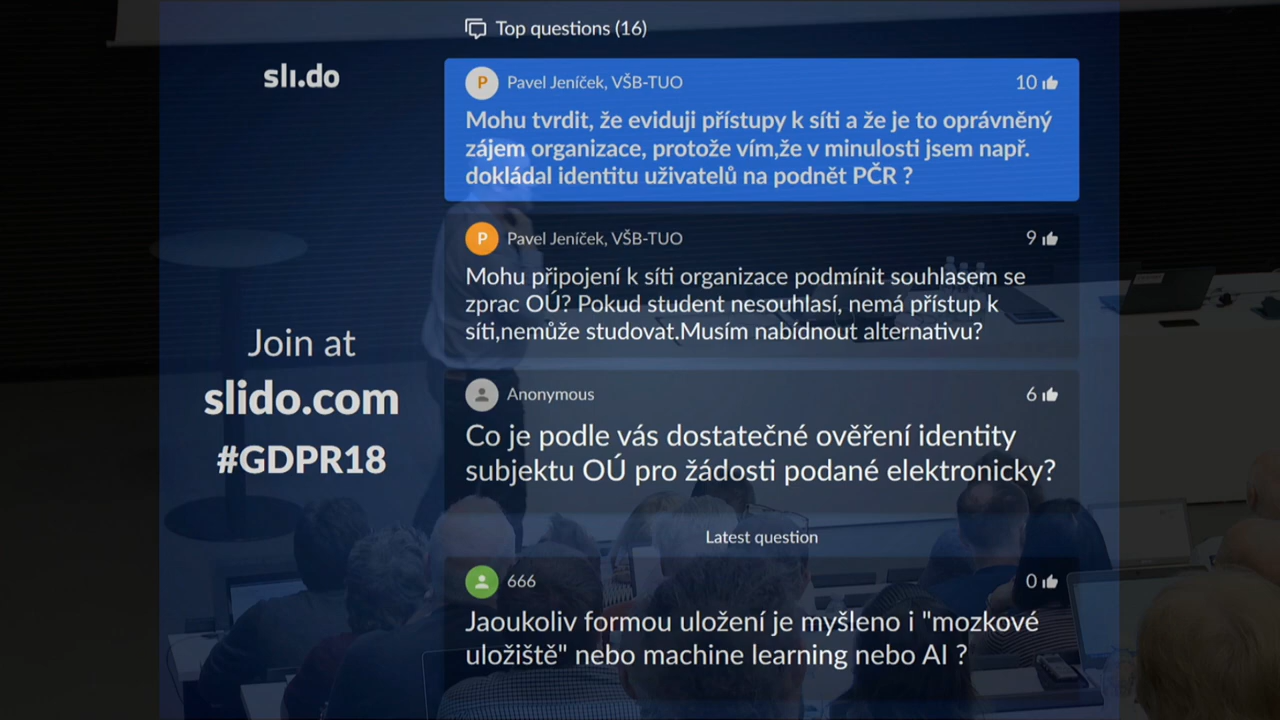 Top questions (16)
sli.do
P Pavel Jeníček, VŠB-TUO 10
Mohu tvrdit, že eviduji přístupy k síti a že je to oprávněný
zájem organizace, protože vím,že v minulosti jsem např.
dokládal identitu uživatelů na podnět PČR ?
P Pavel Jeníček, VŠB-TUO 9
Mohu připojení k síti organizace podmínit souhlasem se
zprac OÚ? Pokud student nesouhlasí, nemá přístup k
síti,nemůže studovat.Musím nabídnout alternativu?
Join at
slido.com
#GDPR18
Anonymous 6
Co je podle vás dostatečné ověření identity
subjektu OÚ pro žádosti podané elektronicky?
Latest question
666 0
Jaoukoliv formou uložení je myšleno i "mozkové
uložiště" nebo machine learning nebo AI ?